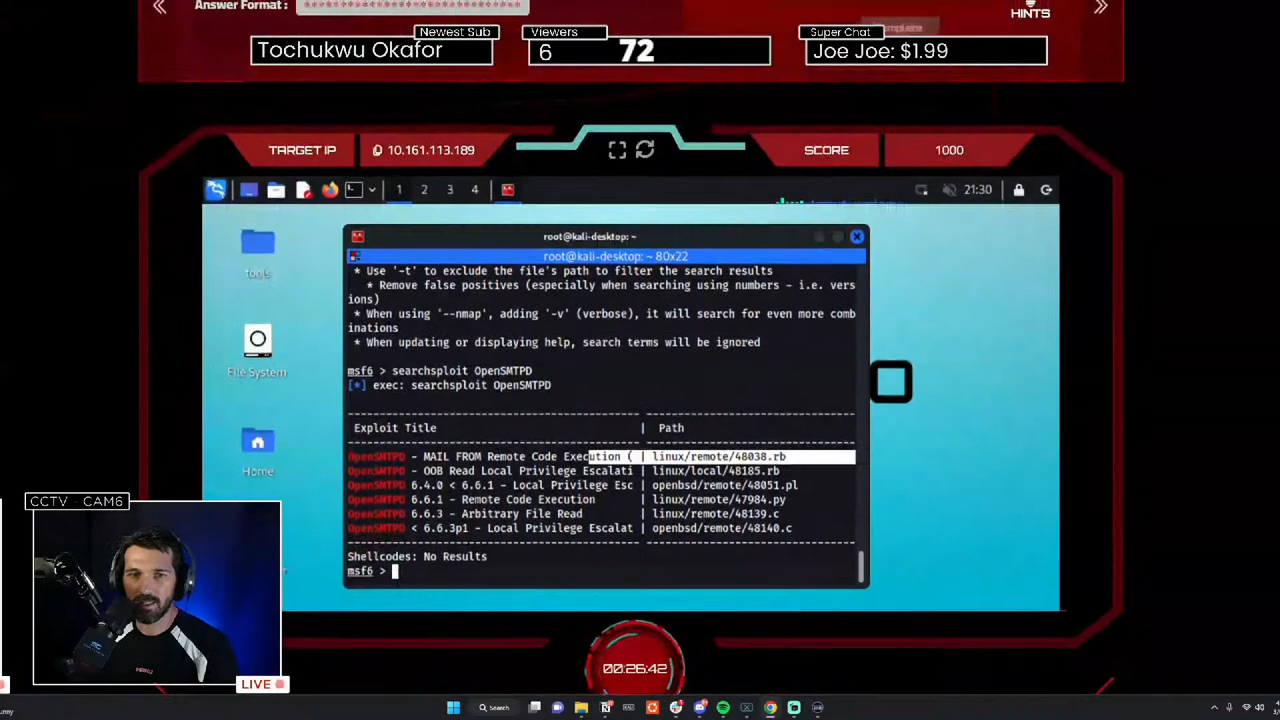 Answer Format :
*********************
HINTS
Newest Sub
Tochukwu Okafor
Viewers
6
72
Super Chat
Joe Joe: $1.99
TARGET IP
10.161.113.189
SCORE
1000
1 2 3 4
21:30
root@kali-desktop: ~
root@kali-desktop: ~ 80x22
tools
File System
Home
* Use '-t' to exclude the file's path to filter the search results
* Remove false positives (especially when searching using numbers - i.e. vers
ions)
* When using '--nmap', adding '-v' (verbose), it will search for even more comb
inations
* When updating or displaying help, search terms will be ignored
msf6 > searchsploit OpenSMTPD
[*] exec: searchsploit OpenSMTPD
Exploit Title | Path
OpenSMTPD - MAIL FROM Remote Code Execution ( | linux/remote/48038.rb
OpenSMTPD - OOB Read Local Privilege Escalati | linux/local/48185.rb
OpenSMTPD 6.4.0 < 6.6.1 - Local Privilege Esc | openbsd/remote/48051.pl
OpenSMTPD 6.6.1 - Remote Code Execution | linux/remote/47984.py
OpenSMTPD 6.6.3 - Arbitrary File Read | linux/remote/48139.c
OpenSMTPD < 6.6.3p1 - Local Privilege Escalat | openbsd/remote/48140.c
Shellcodes: No Results
msf6 >
CCTV - CAM6
LIVE
00:26:42
Search